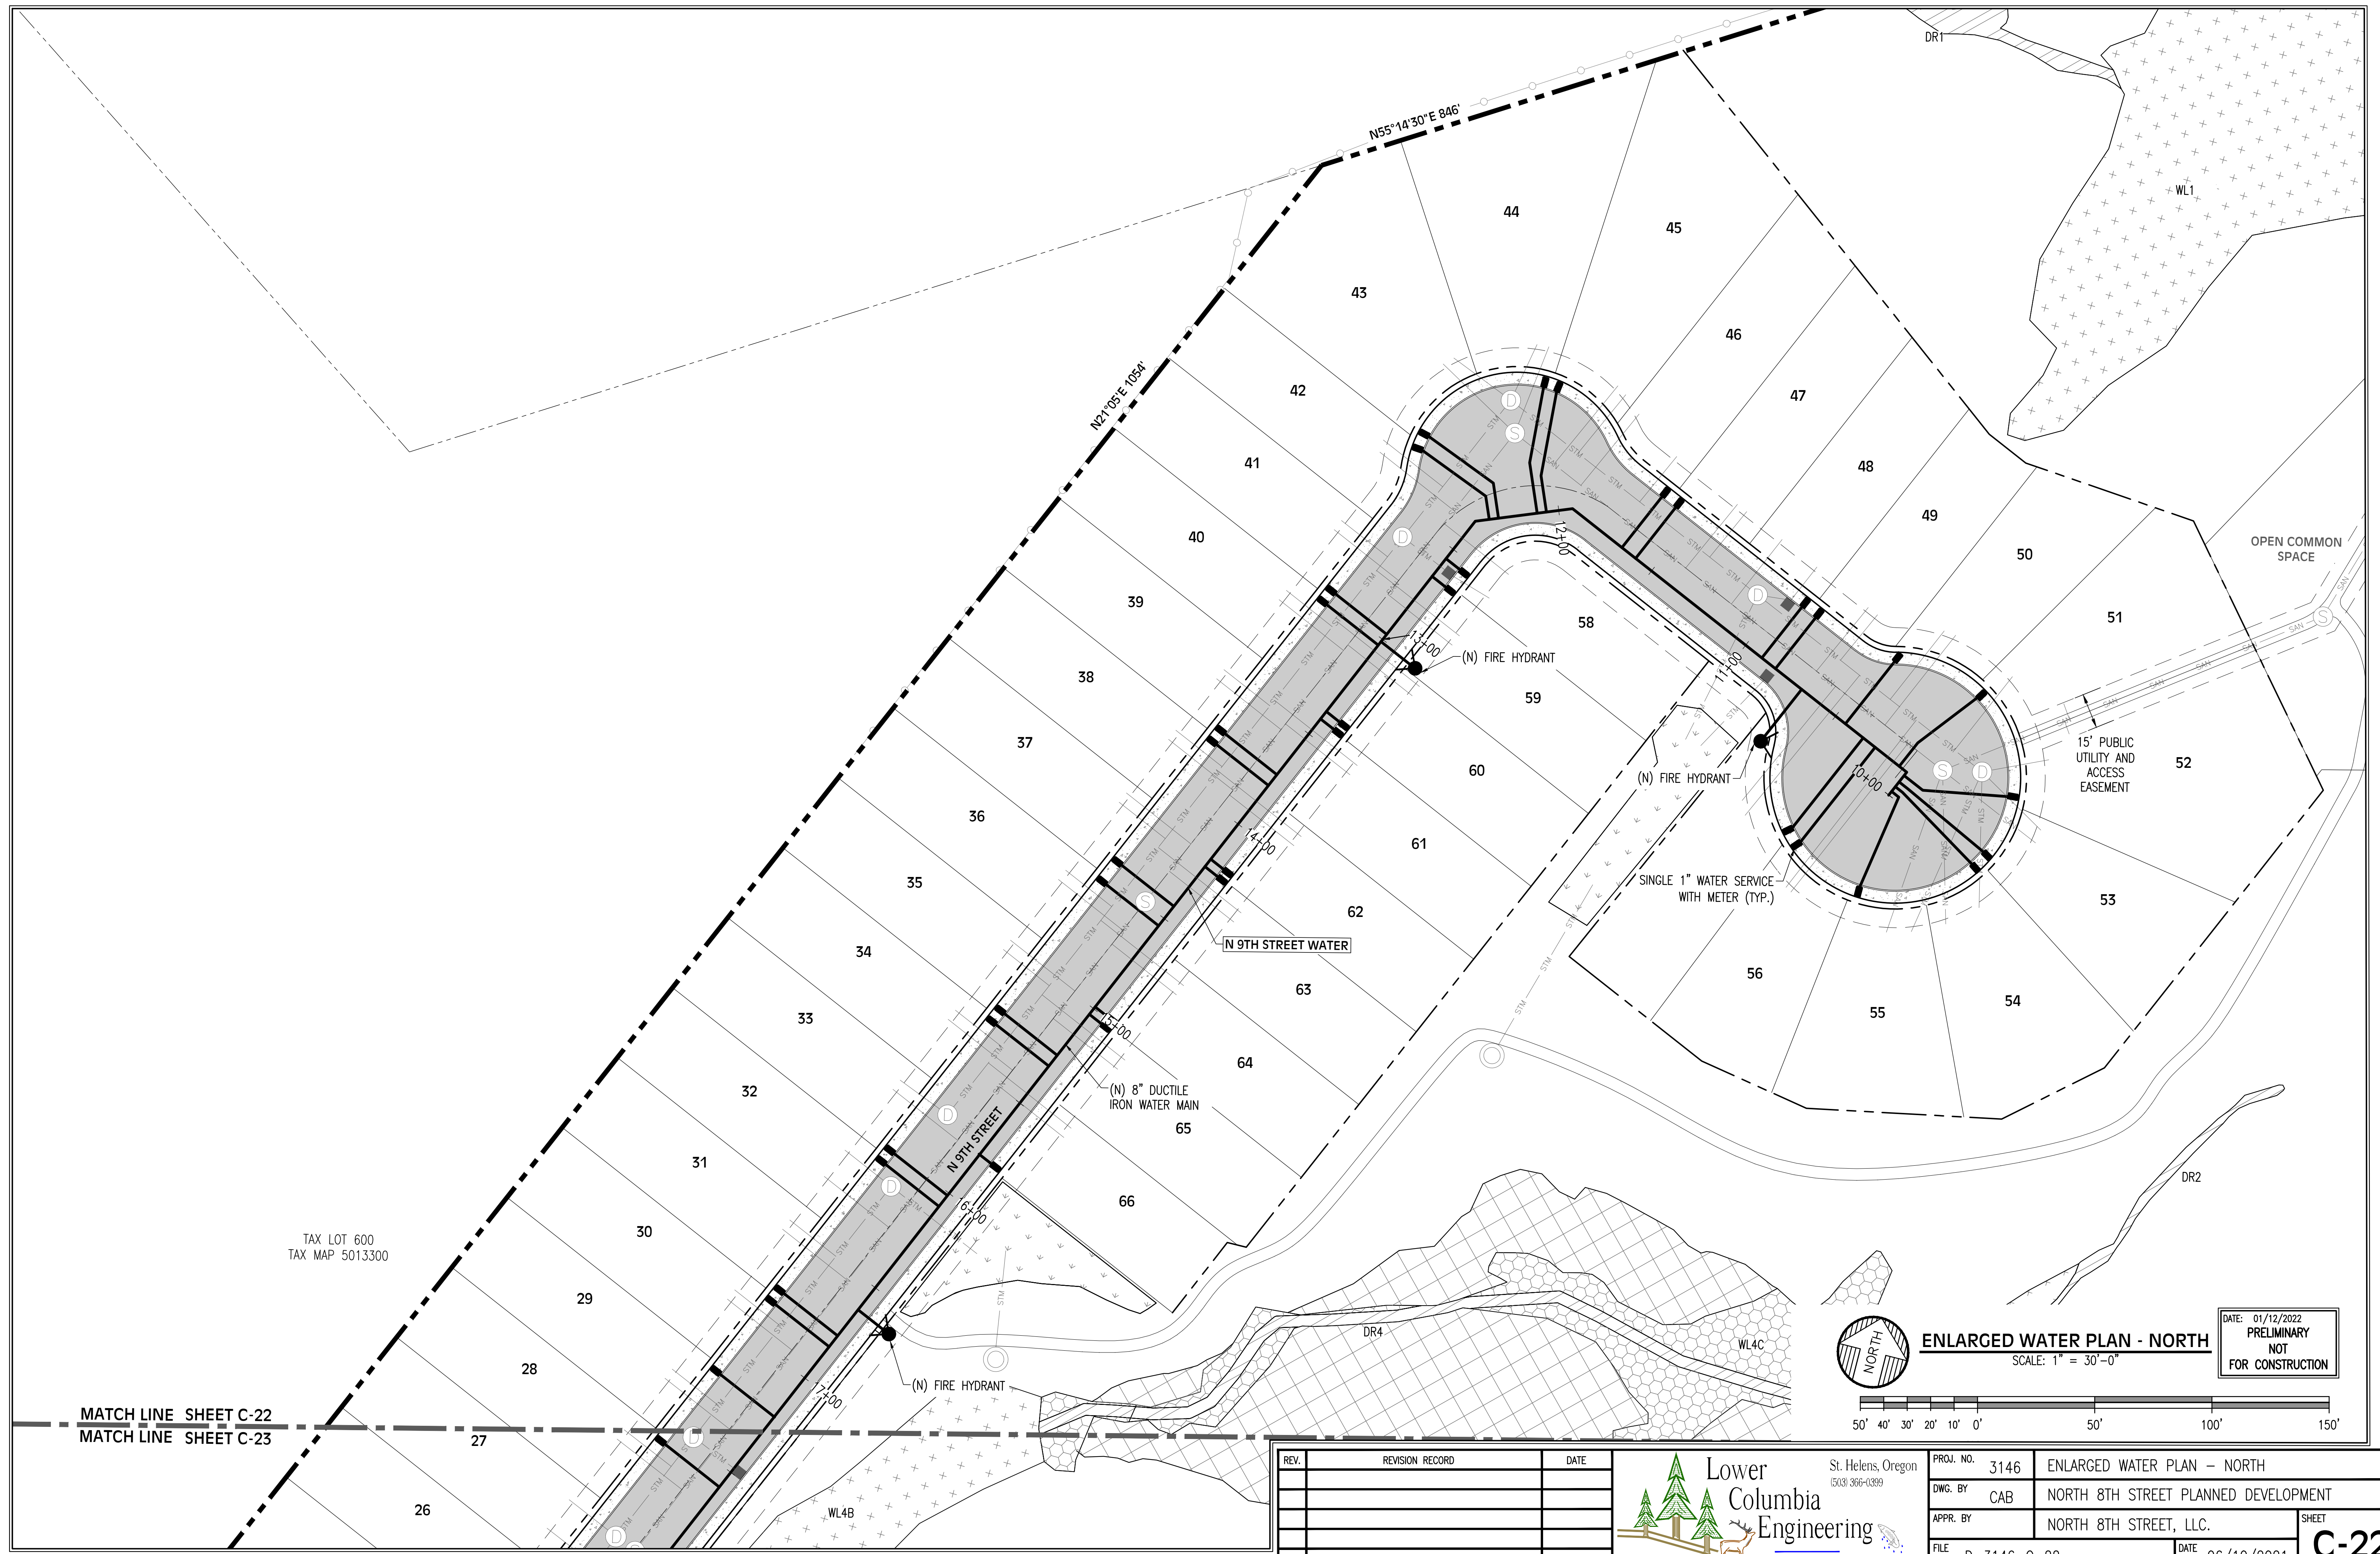 DR1
N55°14'30"E 846'
WL1
44
45
43
46
N21°05'E 1054'
42
47
41
48
49
40
12+00
50
OPEN COMMON
SPACE
39
58
51
13+00
(N) FIRE HYDRANT
38
59
37
60
(N) FIRE HYDRANT
15' PUBLIC
UTILITY AND
ACCESS
EASEMENT
52
10+00
36
61
14+00
35
SINGLE 1" WATER SERVICE
WITH METER (TYP.)
62
53
34
N 9TH STREET WATER
56
63
33
54
55
15+00
64
32
(N) 8" DUCTILE
IRON WATER MAIN
65
N 9TH STREET
31
DR2
66
30
6+00
TAX LOT 600
TAX MAP 5013300
29
DR4
WL4C
28
(N) FIRE HYDRANT
7+00
MATCH LINE SHEET C-22
MATCH LINE SHEET C-23
27
26
WL4B
STM
SAN
D
S
NORTH
ENLARGED WATER PLAN - NORTH
SCALE: 1" = 30'-0"
DATE: 01/12/2022
PRELIMINARY
NOT
FOR CONSTRUCTION
50' 40' 30' 20' 10' 0' 50' 100' 150'
REV. REVISION RECORD DATE
Lower
Columbia
Engineering
St. Helens, Oregon
(503) 366-0399
PROJ. NO. 3146
ENLARGED WATER PLAN – NORTH
DWG. BY CAB
NORTH 8TH STREET PLANNED DEVELOPMENT
APPR. BY
NORTH 8TH STREET, LLC.
SHEET
C-22
FILE
DATE